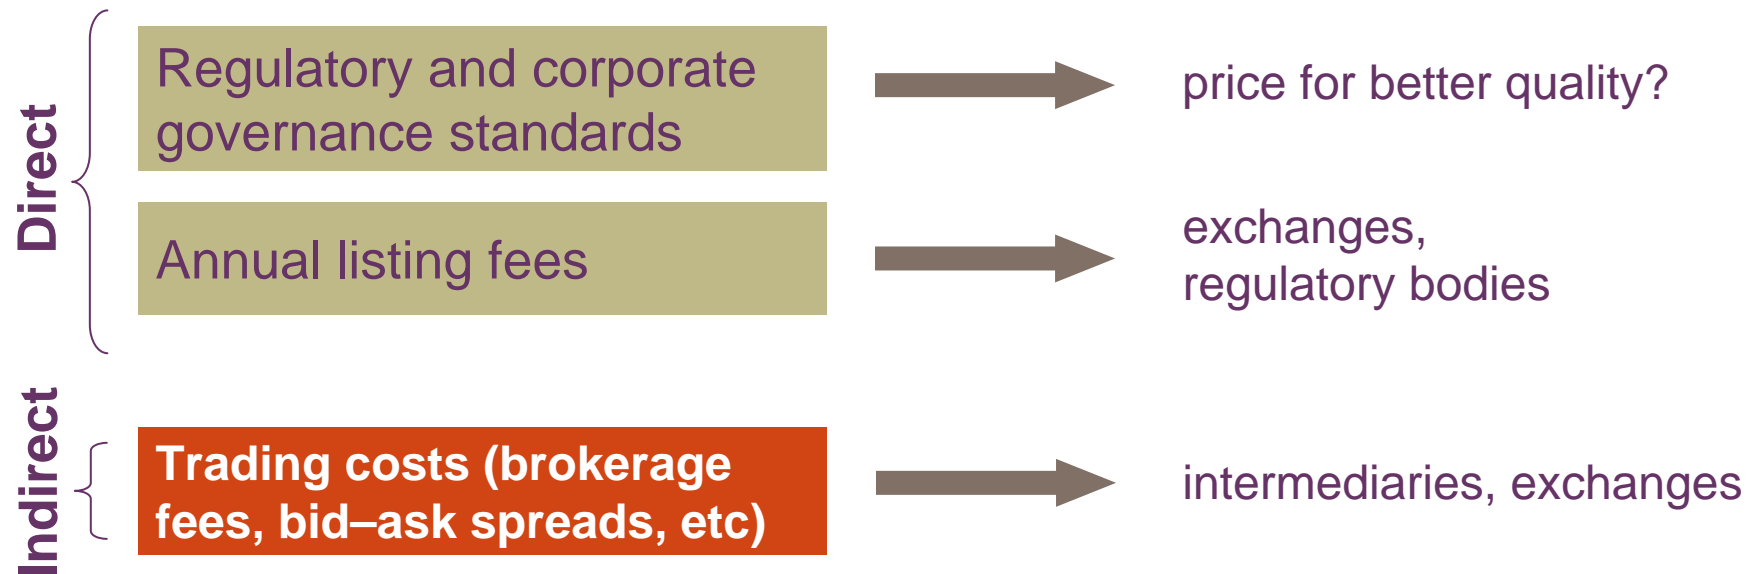 Direct
Regulatory and corporate
governance standards
price for better quality?
Annual listing fees
exchanges,
regulatory bodies
Indirect
Trading costs (brokerage
fees, bid–ask spreads, etc)
intermediaries, exchanges